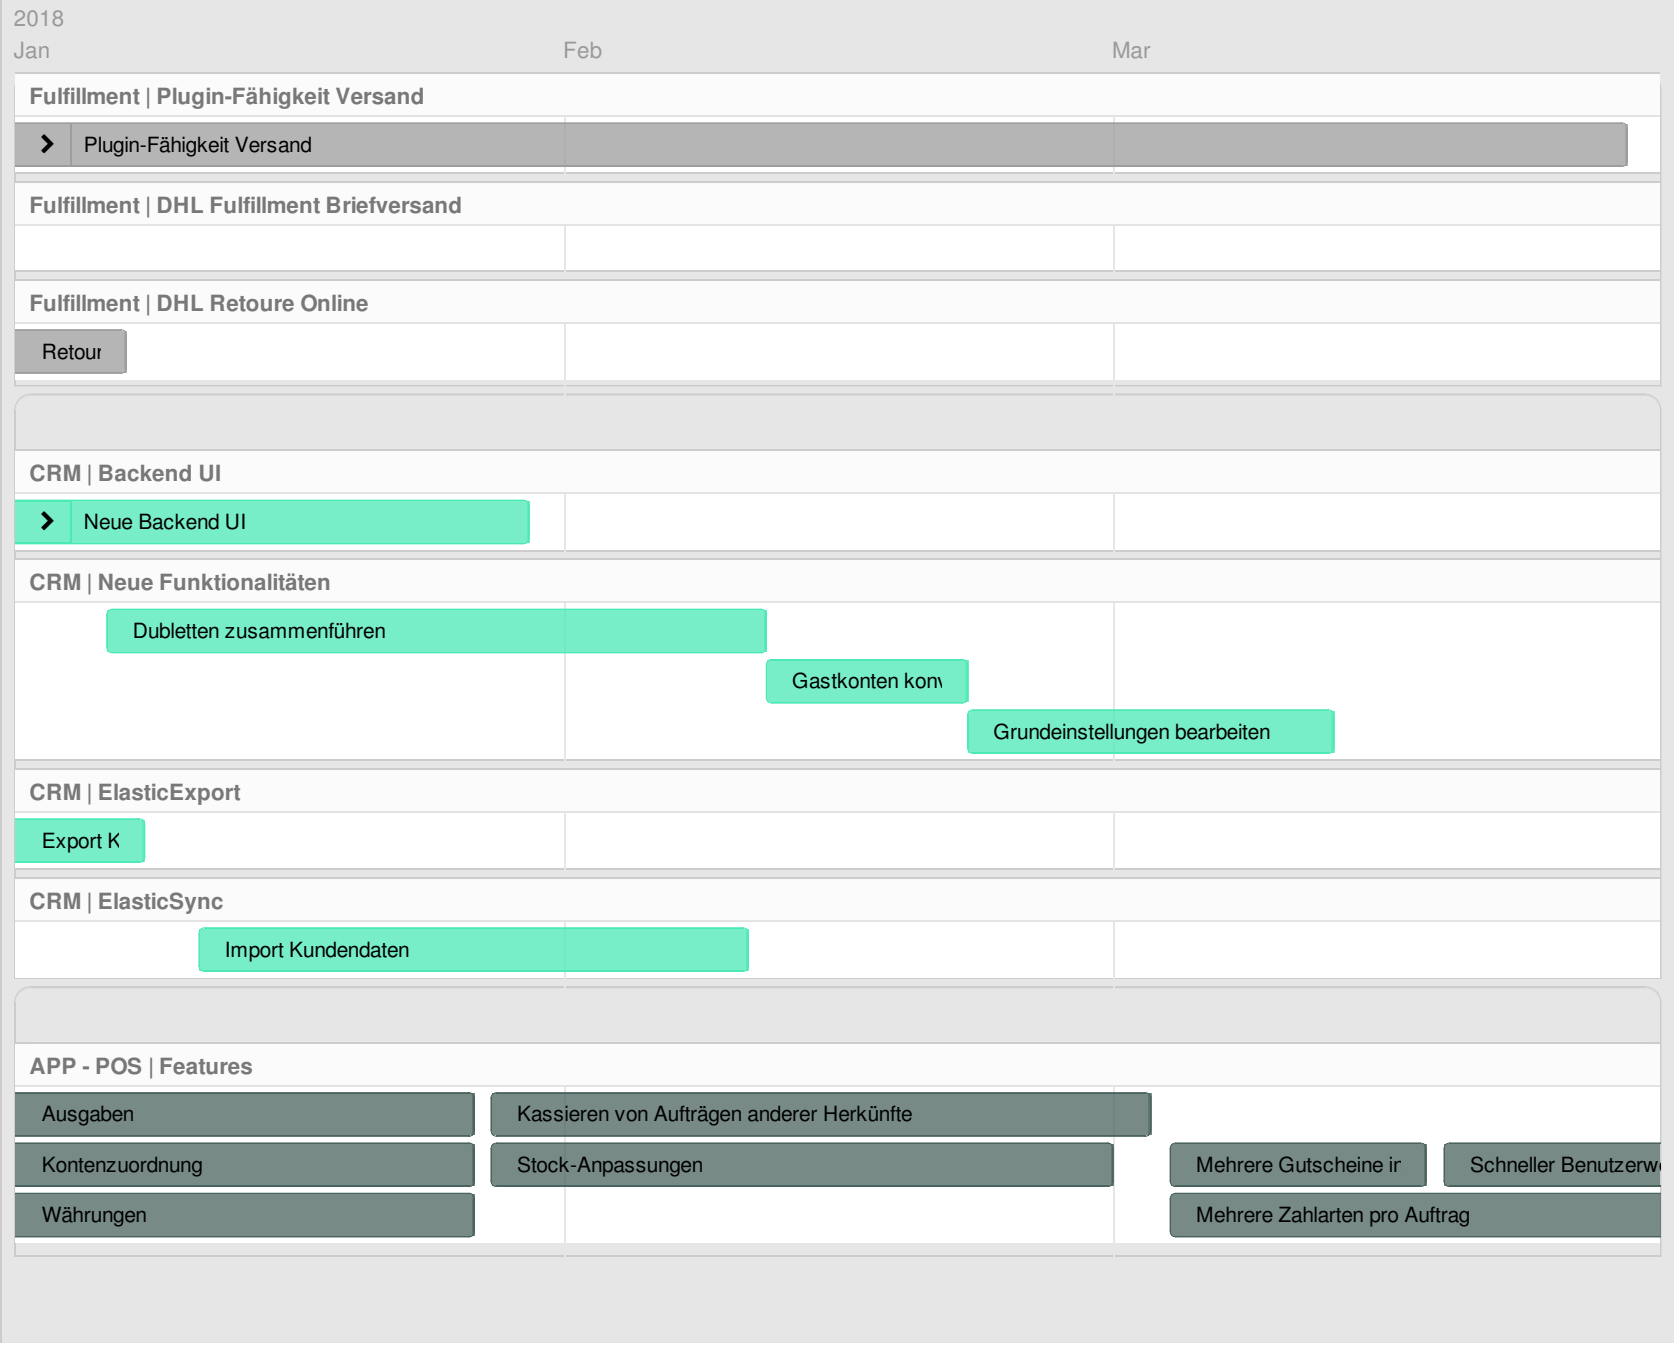 2018
Jan Feb Mar
Fulfillment | Plugin-Fähigkeit Versand
Plugin-Fähigkeit Versand
Fulfillment | DHL Fulfillment Briefversand
Fulfillment | DHL Retoure Online
Retour
CRM | Backend UI
Neue Backend UI
CRM | Neue Funktionalitäten
Dubletten zusammenführen
Gastkonten konv
Grundeinstellungen bearbeiten
CRM | ElasticExport
Export K
CRM | ElasticSync
Import Kundendaten
APP - POS | Features
Ausgaben Kassieren von Aufträgen anderer Herkünfte
Kontenzuordnung Stock-Anpassungen Mehrere Gutscheine in Schneller Benutzerwe
Währungen Mehrere Zahlarten pro Auftrag